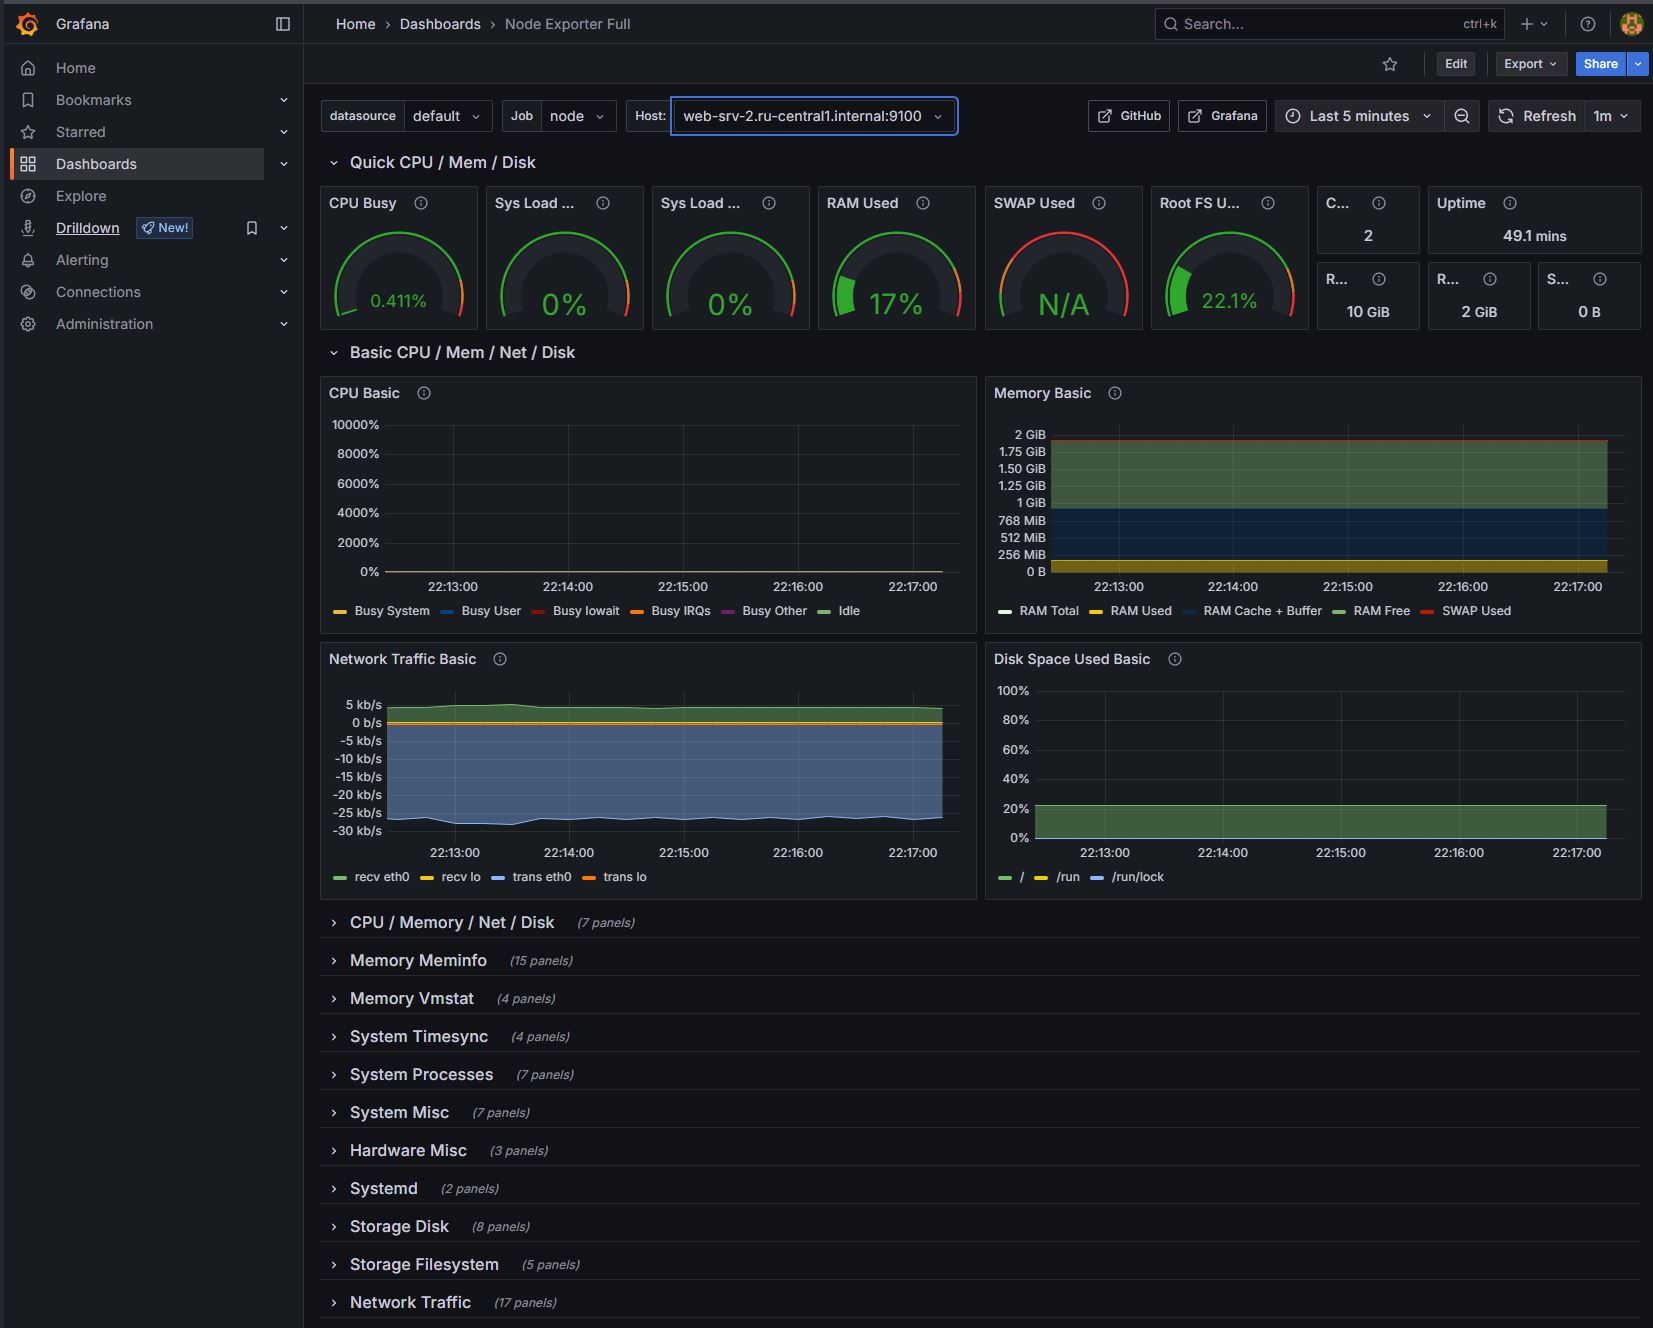 Grafana
Home › Dashboards › Node Exporter Full
Search... ctrl+k
Home
Bookmarks
Starred
Dashboards
Explore
Drilldown New!
Alerting
Connections
Administration
Edit Export Share
datasource default Job node Host: web-srv-2.ru-central1.internal:9100 GitHub Grafana Last 5 minutes Refresh 1m
Quick CPU / Mem / Disk
CPU Busy
0.411%
Sys Load ...
0%
Sys Load ...
0%
RAM Used
17%
SWAP Used
N/A
Root FS U...
22.1%
C...
2
Uptime
49.1 mins
R...
10 GiB
R...
2 GiB
S...
0 B
Basic CPU / Mem / Net / Disk
CPU Basic
10000%
8000%
6000%
4000%
2000%
0%
22:13:00 22:14:00 22:15:00 22:16:00 22:17:00
Busy System Busy User Busy Iowait Busy IRQs Busy Other Idle
Memory Basic
2 GiB
1.75 GiB
1.50 GiB
1.25 GiB
1 GiB
768 MiB
512 MiB
256 MiB
0 B
22:13:00 22:14:00 22:15:00 22:16:00 22:17:00
RAM Total RAM Used RAM Cache + Buffer RAM Free SWAP Used
Network Traffic Basic
5 kb/s
0 b/s
-5 kb/s
-10 kb/s
-15 kb/s
-20 kb/s
-25 kb/s
-30 kb/s
22:13:00 22:14:00 22:15:00 22:16:00 22:17:00
recv eth0 recv lo trans eth0 trans lo
Disk Space Used Basic
100%
80%
60%
40%
20%
0%
22:13:00 22:14:00 22:15:00 22:16:00 22:17:00
/ /run /run/lock
CPU / Memory / Net / Disk (7 panels)
Memory Meminfo (15 panels)
Memory Vmstat (4 panels)
System Timesync (4 panels)
System Processes (7 panels)
System Misc (7 panels)
Hardware Misc (3 panels)
Systemd (2 panels)
Storage Disk (8 panels)
Storage Filesystem (5 panels)
Network Traffic (17 panels)